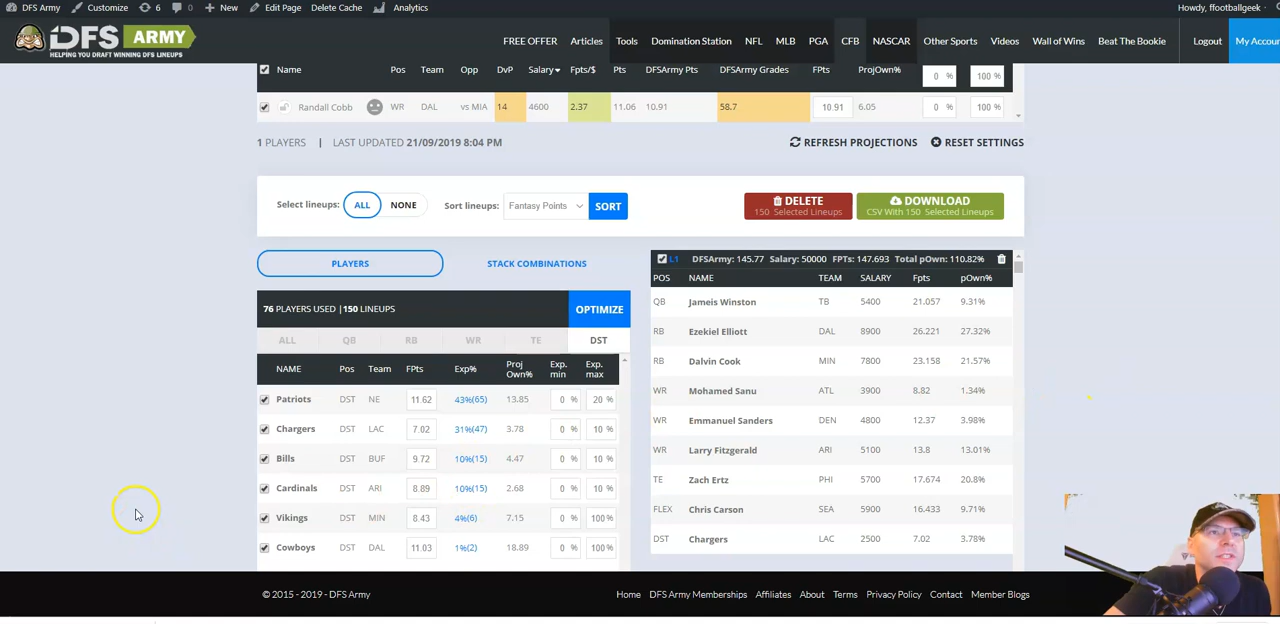 DFS Army Customize 6 0 New Edit Page Delete Cache Analytics Howdy, ffootballgeek
DFS ARMY
HELPING YOU DRAFT WINNING DFS LINEUPS
FREE OFFER Articles Tools Domination Station NFL MLB PGA CFB NASCAR Other Sports Videos Wall of Wins Beat The Bookie Logout My Accou
Name Pos Team Opp DvP Salary Fpts/$ Pts DFSArmy Pts DFSArmy Grades FPts ProjOwn% 0 % 100 %
Randall Cobb WR DAL vs MIA 14 4600 2.37 11.06 10.91 58.7 10.91 6.05 0 % 100 %
1 PLAYERS | LAST UPDATED 21/09/2019 8:04 PM REFRESH PROJECTIONS RESET SETTINGS
Select lineups: ALL NONE Sort lineups: Fantasy Points SORT
DELETE
150 Selected Lineups
DOWNLOAD
CSV With 150 Selected Lineups
PLAYERS STACK COMBINATIONS
76 PLAYERS USED |150 LINEUPS OPTIMIZE
ALL QB RB WR TE DST
NAME Pos Team FPts Exp% Proj Own% Exp. min Exp. max
Patriots DST NE 11.62 43%(65) 13.85 0 % 20 %
Chargers DST LAC 7.02 31%(47) 3.78 0 % 10 %
Bills DST BUF 9.72 10%(15) 4.47 0 % 10 %
Cardinals DST ARI 8.89 10%(15) 2.68 0 % 10 %
Vikings DST MIN 8.43 4%(6) 7.15 0 % 100 %
Cowboys DST DAL 11.03 1%(2) 18.89 0 % 100 %
L1 DFSArmy: 145.77 Salary: 50000 FPTs: 147.693 Total pOwn: 110.82%
POS NAME TEAM SALARY Fpts pOwn%
QB Jameis Winston TB 5400 21.057 9.31%
RB Ezekiel Elliott DAL 8900 26.221 27.32%
RB Dalvin Cook MIN 7800 23.158 21.57%
WR Mohamed Sanu ATL 3900 8.82 1.34%
WR Emmanuel Sanders DEN 4800 12.37 3.98%
WR Larry Fitzgerald ARI 5100 13.8 13.01%
TE Zach Ertz PHI 5700 17.674 20.8%
FLEX Chris Carson SEA 5900 16.433 9.71%
DST Chargers LAC 2500 7.02 3.78%
© 2015 - 2019 - DFS Army Home DFS Army Memberships Affiliates About Terms Privacy Policy Contact Member Blogs